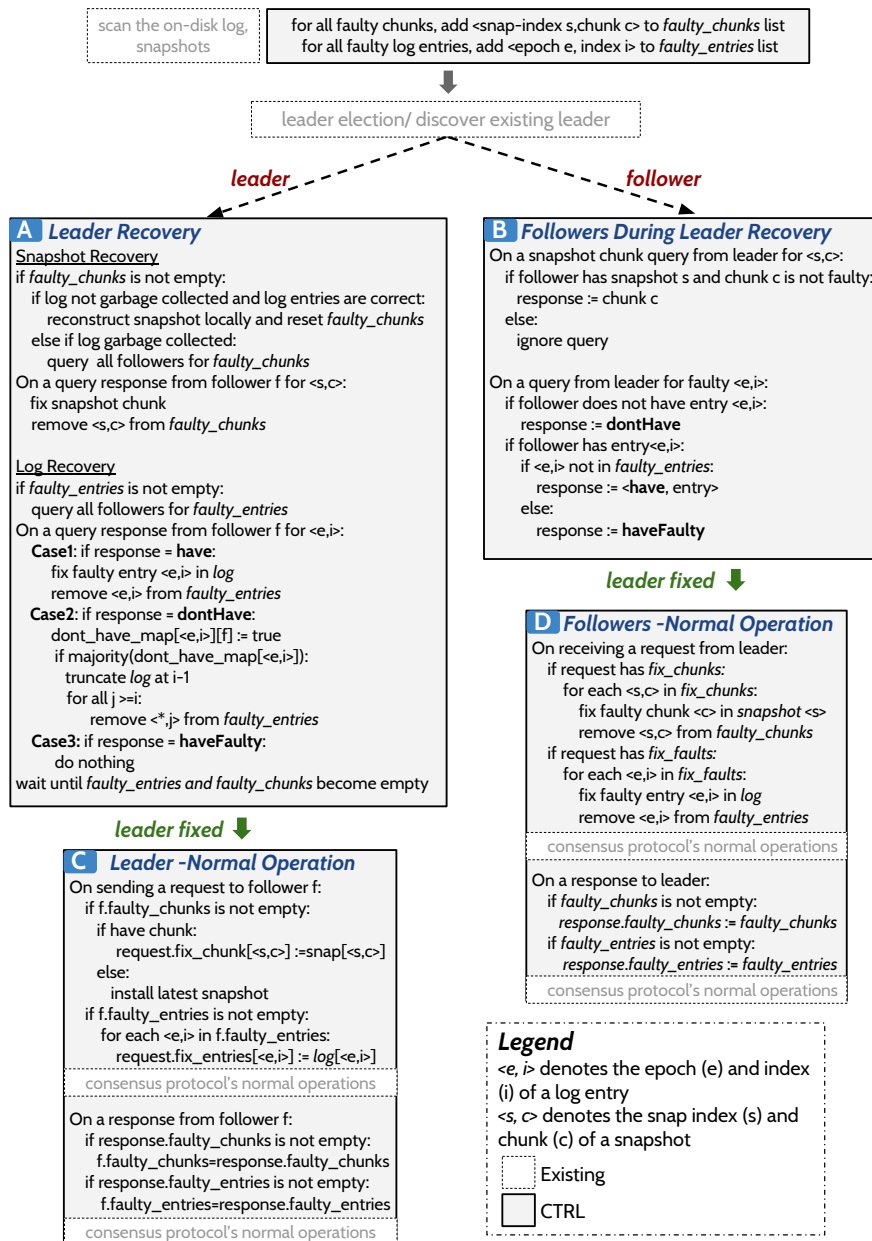 scan the on-disk log,
snapshots
for all faulty chunks, add <snap-index s,chunk c> to faulty_chunks list
for all faulty log entries, add <epoch e, index i> to faulty_entries list
leader election/ discover existing leader
leader
follower
A Leader Recovery
Snapshot Recovery
if faulty_chunks is not empty:
if log not garbage collected and log entries are correct:
reconstruct snapshot locally and reset faulty_chunks
else if log garbage collected:
query all followers for faulty_chunks
On a query response from follower f for <s,c>:
fix snapshot chunk
remove <s,c> from faulty_chunks
Log Recovery
if faulty_entries is not empty:
query all followers for faulty_entries
On a query response from follower f for <e,i>:
Case1: if response = have:
fix faulty entry <e,i> in log
remove <e,i> from faulty_entries
Case2: if response = dontHave:
dont_have_map[<e,i>][f] := true
if majority(dont_have_map[<e,i>]):
truncate log at i-1
for all j >=i:
remove <*,j> from faulty_entries
Case3: if response = haveFaulty:
do nothing
wait until faulty_entries and faulty_chunks become empty
B Followers During Leader Recovery
On a snapshot chunk query from leader for <s,c>:
if follower has snapshot s and chunk c is not faulty:
response := chunk c
else:
ignore query
On a query from leader for faulty <e,i>:
if follower does not have entry <e,i>:
response := dontHave
if follower has entry<e,i>:
if <e,i> not in faulty_entries:
response := <have, entry>
else:
response := haveFaulty
leader fixed
leader fixed
C Leader -Normal Operation
On sending a request to follower f:
if f.faulty_chunks is not empty:
if have chunk:
request.fix_chunk[<s,c>] :=snap[<s,c>]
else:
install latest snapshot
if f.faulty_entries is not empty:
for each <e,i> in f.faulty_entries:
request.fix_entries[<e,i>] := log[<e,i>]
consensus protocol's normal operations
On a response from follower f:
if response.faulty_chunks is not empty:
f.faulty_chunks=response.faulty_chunks
if response.faulty_entries is not empty:
f.faulty_entries=response.faulty_entries
consensus protocol's normal operations
D Followers -Normal Operation
On receiving a request from leader:
if request has fix_chunks:
for each <s,c> in fix_chunks:
fix faulty chunk <c> in snapshot <s>
remove <s,c> from faulty_chunks
if request has fix_faults:
for each <e,i> in fix_faults:
fix faulty entry <e,i> in log
remove <e,i> from faulty_entries
consensus protocol's normal operations
On a response to leader:
if faulty_chunks is not empty:
response.faulty_chunks := faulty_chunks
if faulty_entries is not empty:
response.faulty_entries := faulty_entries
consensus protocol's normal operations
Legend
<e, i> denotes the epoch (e) and index
(i) of a log entry
<s, c> denotes the snap index (s) and
chunk (c) of a snapshot
Existing
CTRL